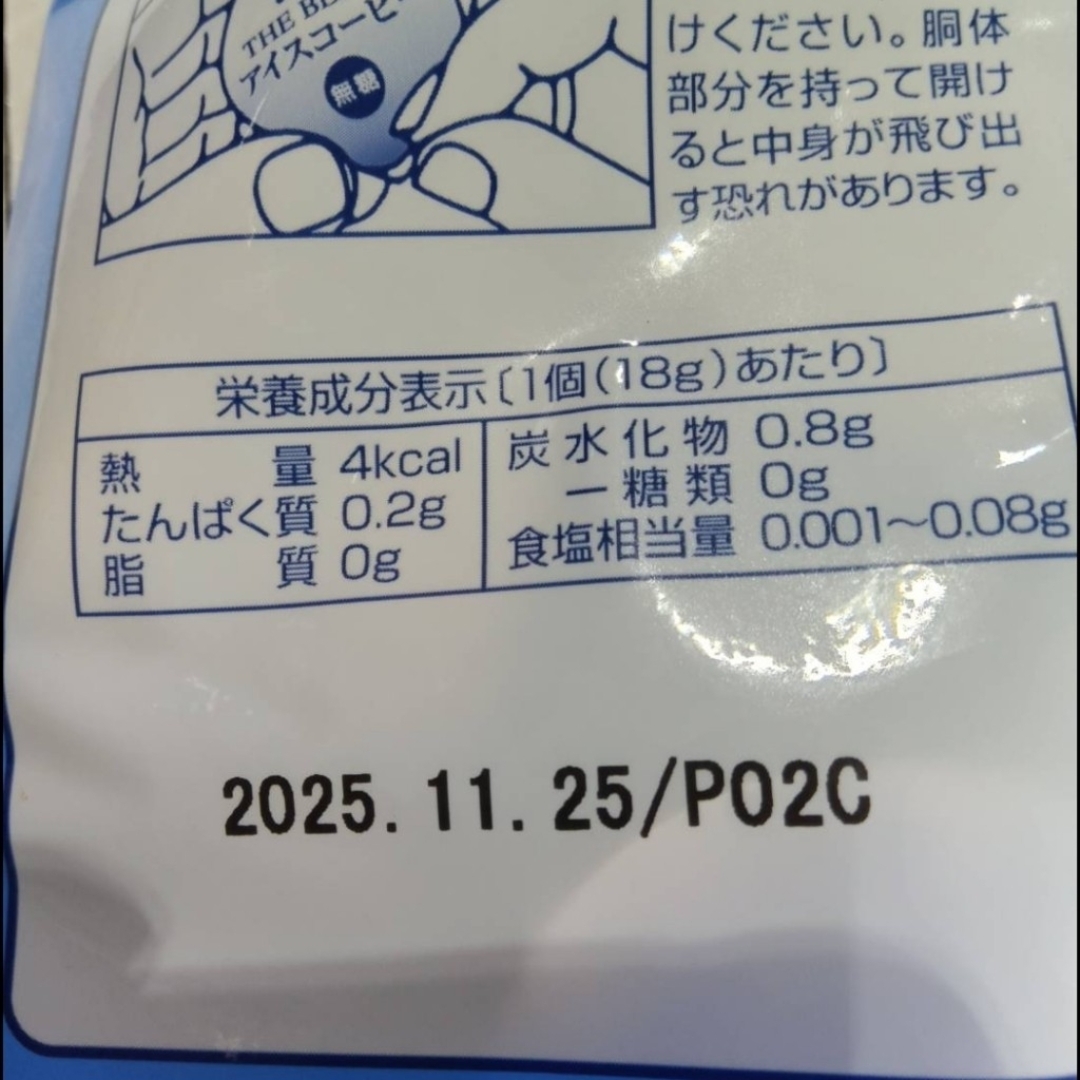 THE BE
アイスコーヒー
無糖
けください。胴体
部分を持って開け
ると中身が飛び出
す恐れがあります。
栄養成分表示〔1個(18g)あたり〕
熱量 4kcal
たんぱく質 0.2g
脂質 0g
炭水化物 0.8g
ー糖類 0g
食塩相当量 0.001〜0.08g
2025.11.25/P02C